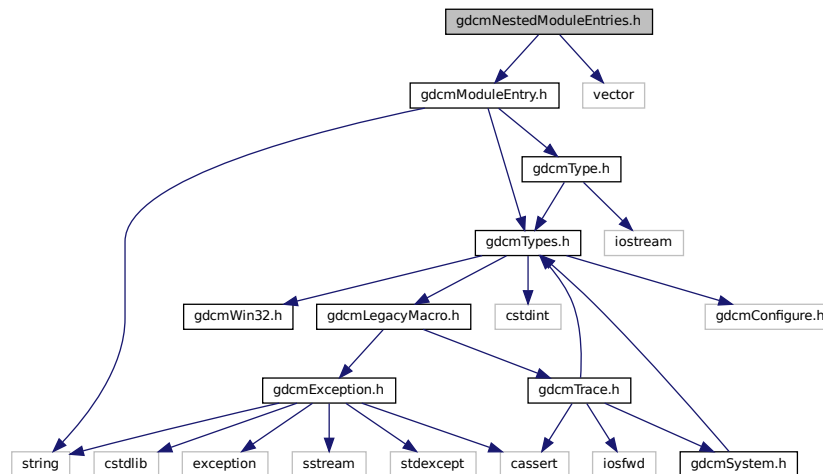 gdcmNestedModuleEntries.h
gdcmModuleEntry.h
vector
gdcmType.h
gdcmTypes.h
iostream
gdcmWin32.h
gdcmLegacyMacro.h
cstdint
gdcmConfigure.h
gdcmException.h
gdcmTrace.h
string
cstdlib
exception
sstream
stdexcept
cassert
iosfwd
gdcmSystem.h